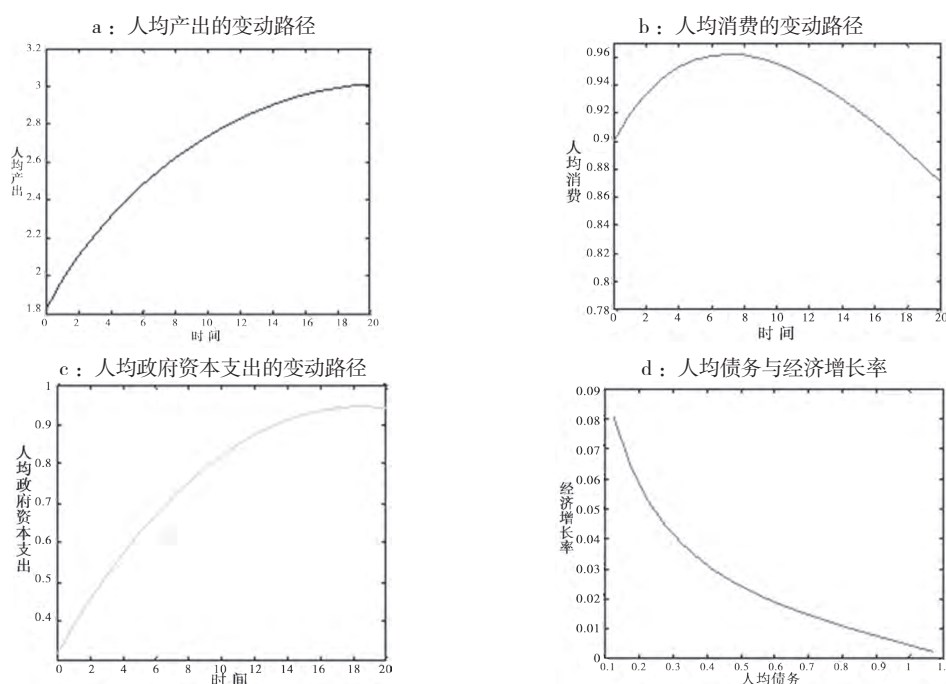 a：人均产出的变动路径
3.2
3
2.8
2.6
2.4
2.2
2
1.8
人均产出
0 2 4 6 8 10 12 14 16 18 20
时间
b：人均消费的变动路径
0.96
0.94
0.92
0.9
0.88
0.86
0.84
0.82
0.8
0.78
人均消费
0 2 4 6 8 10 12 14 16 18 20
时间
c：人均政府资本支出的变动路径
1
0.9
0.8
0.7
0.6
0.5
0.4
人均政府资本支出
0 2 4 6 8 10 12 14 16 18 20
时间
d：人均债务与经济增长率
0.09
0.08
0.07
0.06
0.05
0.04
0.03
0.02
0.01
0
经济增长率
0.1 0.2 0.3 0.4 0.5 0.6 0.7 0.8 0.9 1 1.
人均债务